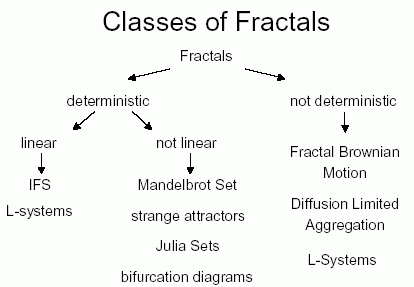 Classes of Fractals
Fractals
deterministic
not deterministic
linear
not linear
IFS
L-systems
Mandelbrot Set
strange attractors
Julia Sets
bifurcation diagrams
Fractal Brownian
Motion
Diffusion Limited
Aggregation
L-Systems